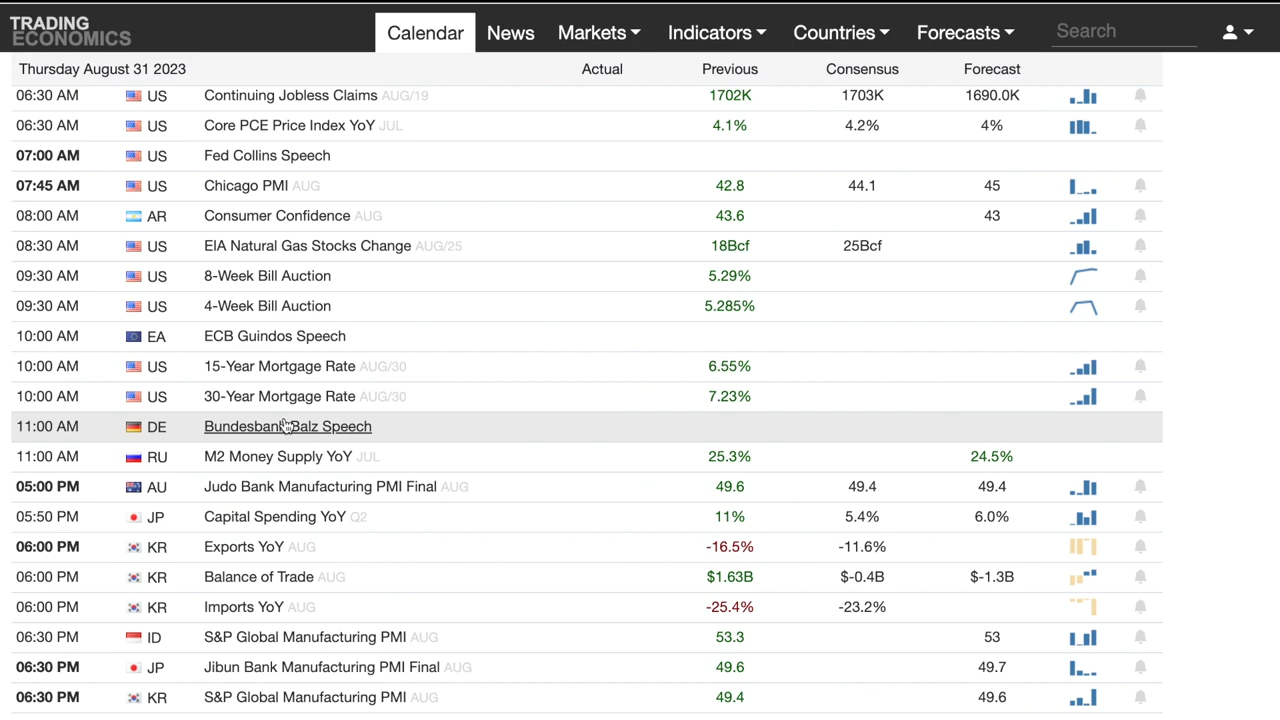 TRADING
ECONOMICS
Calendar News Markets Indicators Countries Forecasts Search
Thursday August 31 2023 Actual Previous Consensus Forecast
06:30 AM US Continuing Jobless Claims AUG/19 1702K 1703K 1690.0K
06:30 AM US Core PCE Price Index YoY JUL 4.1% 4.2% 4%
07:00 AM US Fed Collins Speech
07:45 AM US Chicago PMI AUG 42.8 44.1 45
08:00 AM AR Consumer Confidence AUG 43.6 43
08:30 AM US EIA Natural Gas Stocks Change AUG/25 18Bcf 25Bcf
09:30 AM US 8-Week Bill Auction 5.29%
09:30 AM US 4-Week Bill Auction 5.285%
10:00 AM EA ECB Guindos Speech
10:00 AM US 15-Year Mortgage Rate AUG/30 6.55%
10:00 AM US 30-Year Mortgage Rate AUG/30 7.23%
11:00 AM DE Bundesbank Balz Speech
11:00 AM RU M2 Money Supply YoY JUL 25.3% 24.5%
05:00 PM AU Judo Bank Manufacturing PMI Final AUG 49.6 49.4 49.4
05:50 PM JP Capital Spending YoY Q2 11% 5.4% 6.0%
06:00 PM KR Exports YoY AUG -16.5% -11.6%
06:00 PM KR Balance of Trade AUG $1.63B $-0.4B $-1.3B
06:00 PM KR Imports YoY AUG -25.4% -23.2%
06:30 PM ID S&P Global Manufacturing PMI AUG 53.3 53
06:30 PM JP Jibun Bank Manufacturing PMI Final AUG 49.6 49.7
06:30 PM KR S&P Global Manufacturing PMI AUG 49.4 49.6